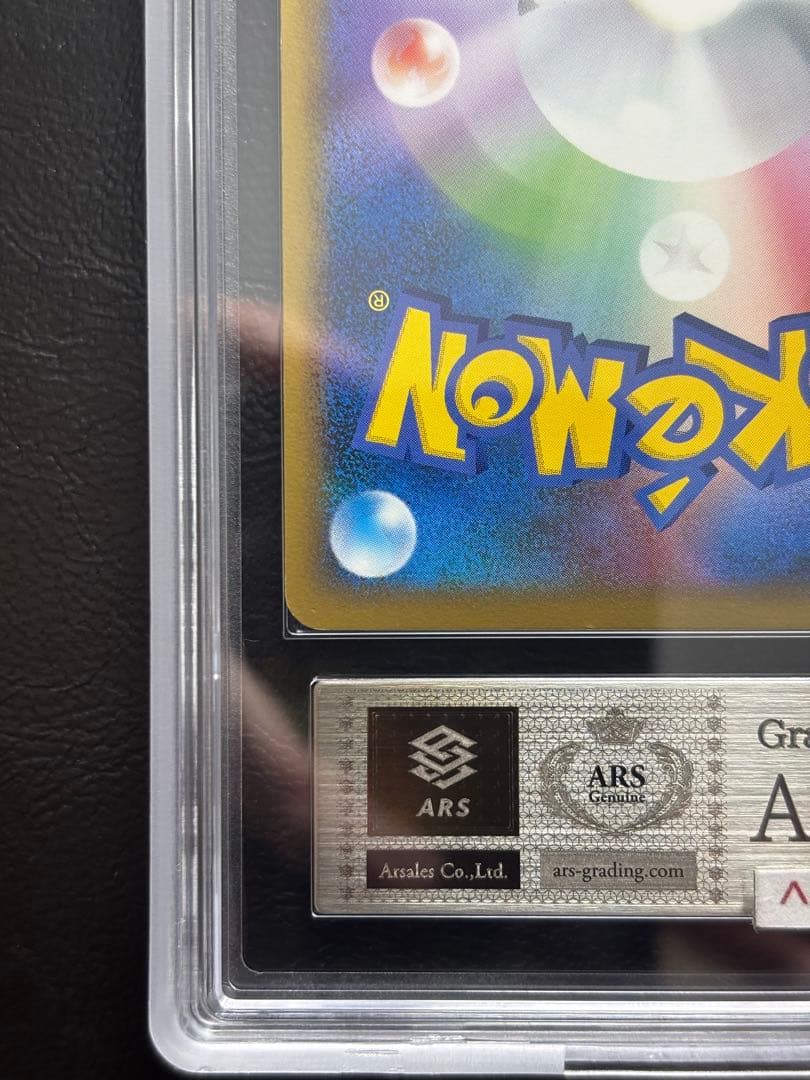 POKéMON
®
ARS
ARS
Genuine
Arsales Co.,Ltd.
ars-grading.com
Gra
A
^